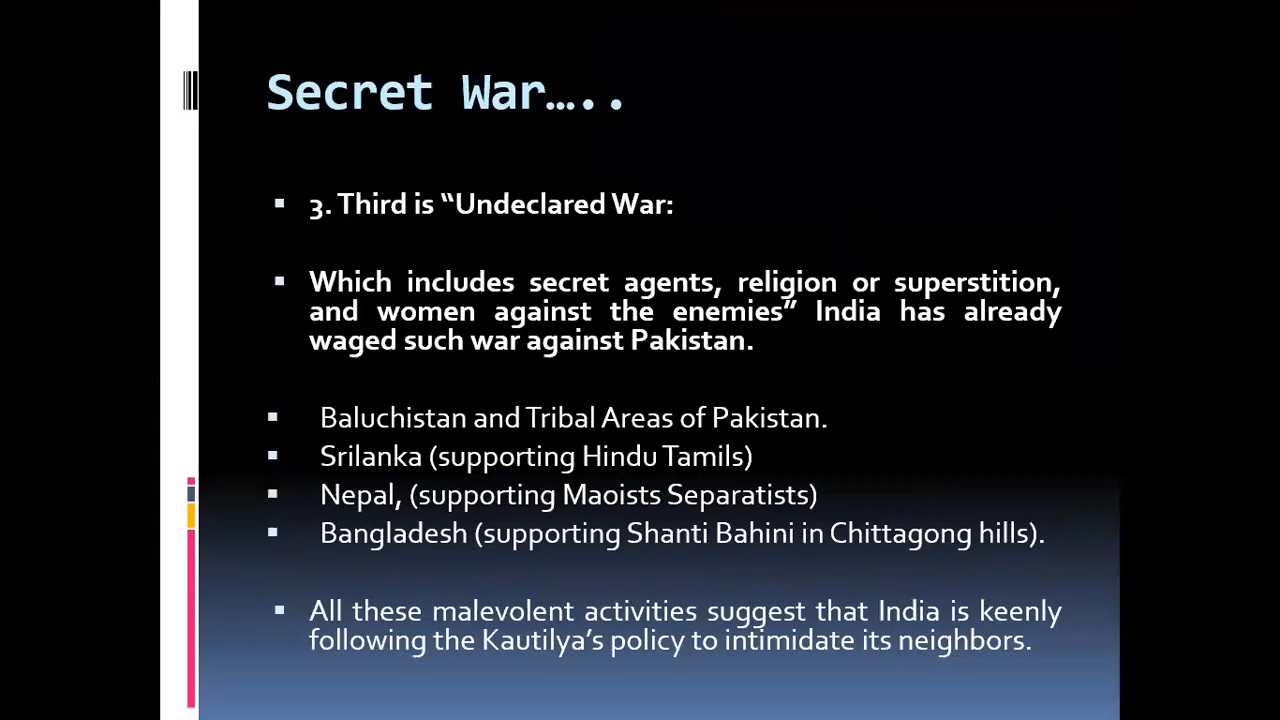 Secret War…..
3. Third is “Undeclared War:
Which includes secret agents, religion or superstition,
and women against the enemies” India has already
waged such war against Pakistan.
Baluchistan and Tribal Areas of Pakistan.
Srilanka (supporting Hindu Tamils)
Nepal, (supporting Maoists Separatists)
Bangladesh (supporting Shanti Bahini in Chittagong hills).
All these malevolent activities suggest that India is keenly
following the Kautilya’s policy to intimidate its neighbors.